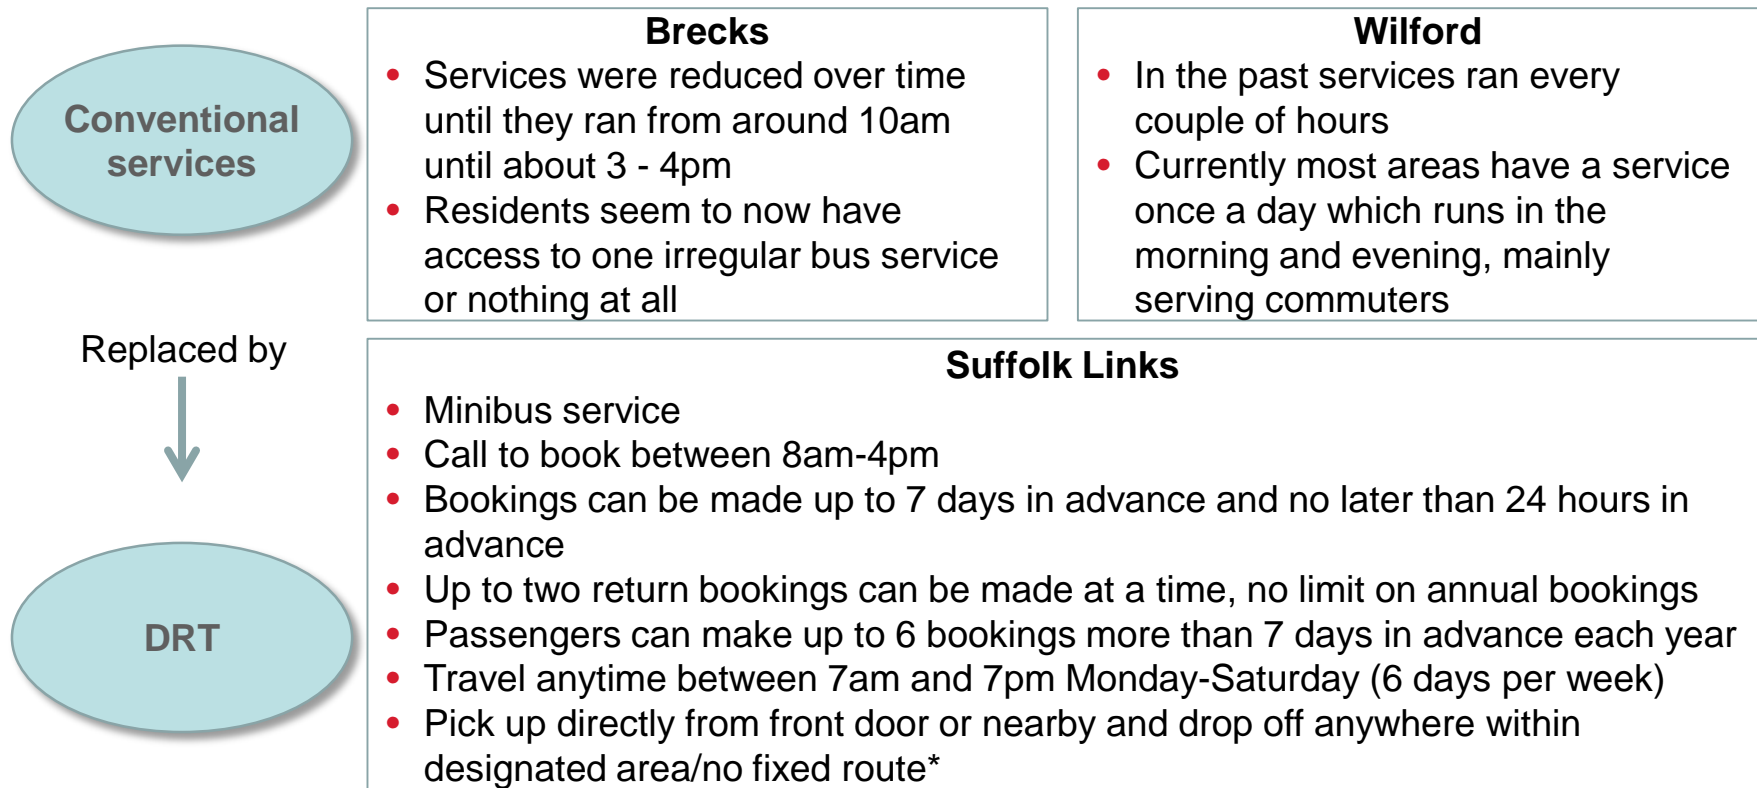 Conventional
services
Brecks
• Services were reduced over time
until they ran from around 10am
until about 3 - 4pm
• Residents seem to now have
access to one irregular bus service
or nothing at all
Wilford
• In the past services ran every
couple of hours
• Currently most areas have a service
once a day which runs in the
morning and evening, mainly
serving commuters
Replaced by
DRT
Suffolk Links
• Minibus service
• Call to book between 8am-4pm
• Bookings can be made up to 7 days in advance and no later than 24 hours in
advance
• Up to two return bookings can be made at a time, no limit on annual bookings
• Passengers can make up to 6 bookings more than 7 days in advance each year
• Travel anytime between 7am and 7pm Monday-Saturday (6 days per week)
• Pick up directly from front door or nearby and drop off anywhere within
designated area/no fixed route*